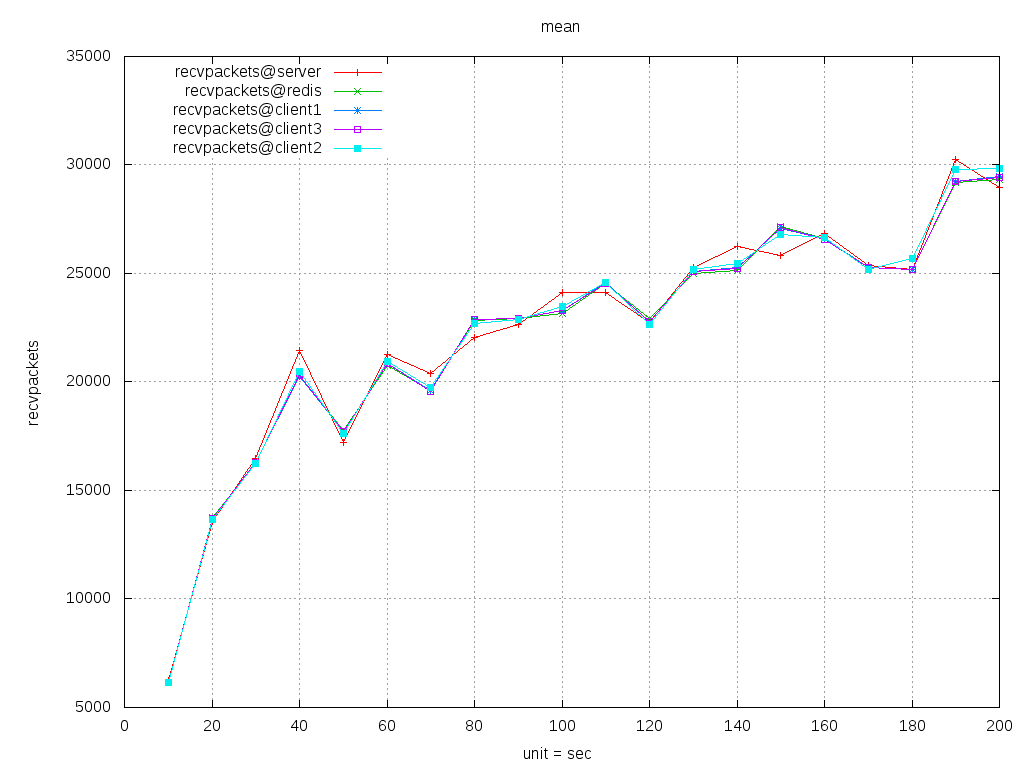 mean
35000
30000
25000
20000
15000
10000
5000
recvpackets
recvpackets@server
recvpackets@redis
recvpackets@client1
recvpackets@client3
recvpackets@client2
0 20 40 60 80 100 120 140 160 180 200
unit = sec